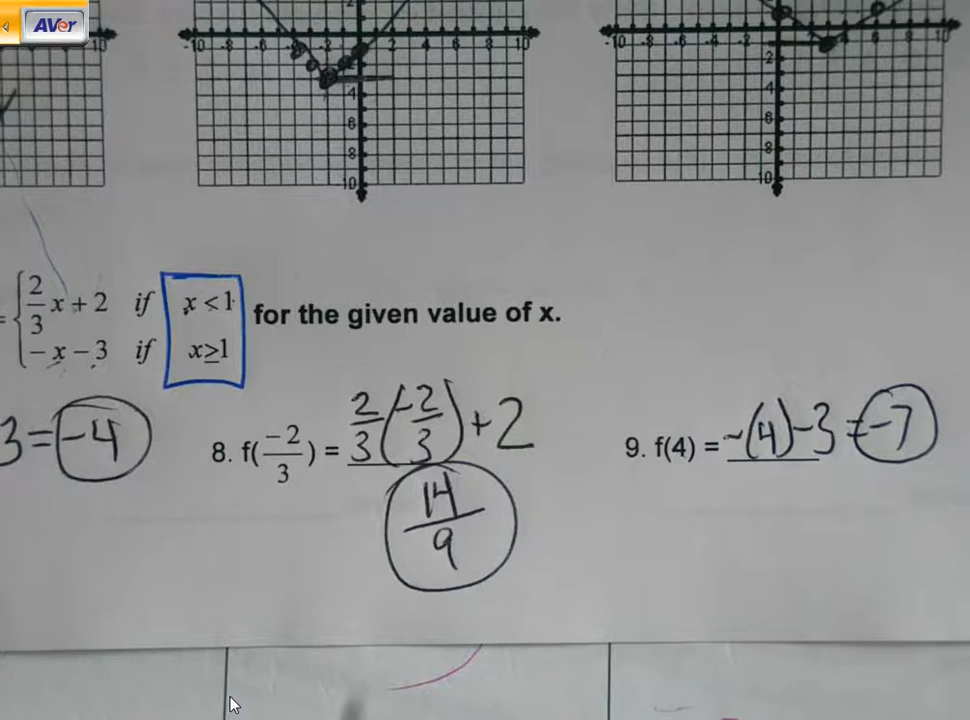 AVer
10
-10 -8 -6 -4 -2 2 4 6 8 10
2
4
6
8
10
-10 -8 -6 -4 -2 2 4 6 8 10
2
4
6
8
10
= { 2/3 x + 2 if x < 1
- x - 3 if x ≥ 1
for the given value of x.
3 = -4
8. f(-2/3) = 2/3 (-2/3) + 2
14/9
9. f(4) = -(4) - 3 = -7